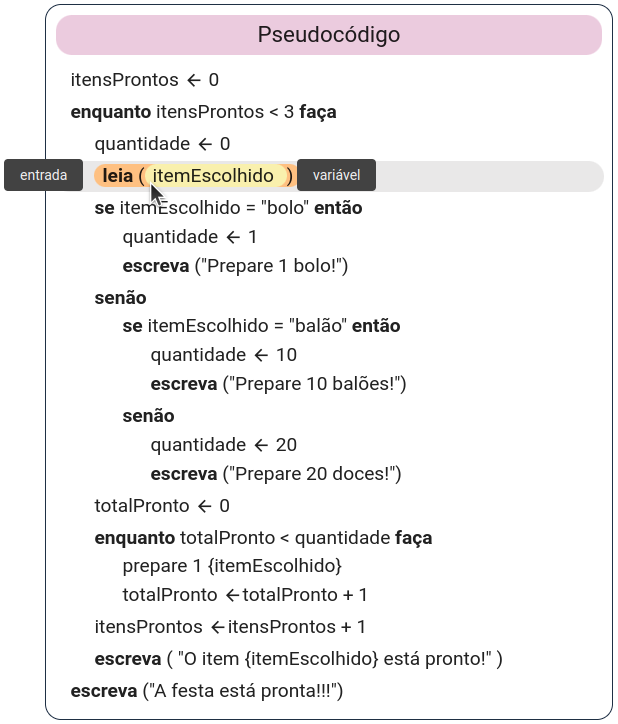 Pseudocódigo
itensProntos ← 0
enquanto itensProntos < 3 faça
quantidade ← 0
entrada leia ( itemEscolhido ) variável
se itemEscolhido = "bolo" então
quantidade ← 1
escreva ("Prepare 1 bolo!")
senão
se itemEscolhido = "balão" então
quantidade ← 10
escreva ("Prepare 10 balões!")
senão
quantidade ← 20
escreva ("Prepare 20 doces!")
totalPronto ← 0
enquanto totalPronto < quantidade faça
prepare 1 {itemEscolhido}
totalPronto ←totalPronto + 1
itensProntos ←itensProntos + 1
escreva ( "O item {itemEscolhido} está pronto!" )
escreva ("A festa está pronta!!!")